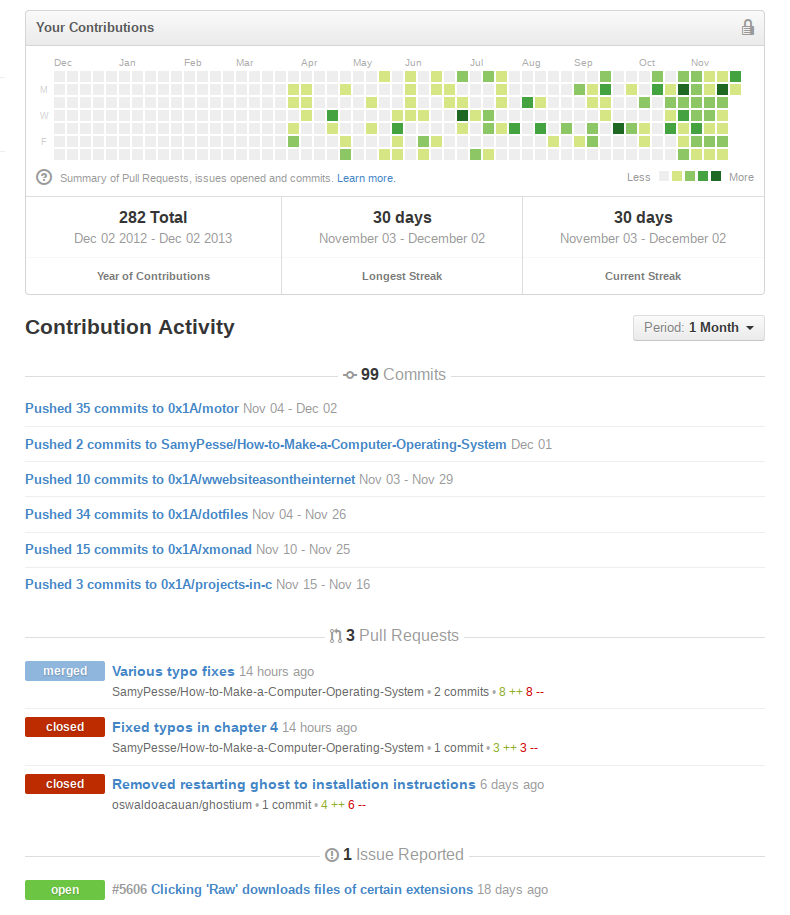 Your Contributions
Dec Jan Feb Mar Apr May Jun Jul Aug Sep Oct Nov
M
W
F
? Summary of Pull Requests, issues opened and commits. Learn more.
Less More
282 Total 30 days 30 days
Dec 02 2012 - Dec 02 2013 November 03 - December 02 November 03 - December 02
Year of Contributions Longest Streak Current Streak
Contribution Activity Period: 1 Month
99 Commits
Pushed 35 commits to 0x1A/motor Nov 04 - Dec 02
Pushed 2 commits to SamyPesse/How-to-Make-a-Computer-Operating-System Dec 01
Pushed 10 commits to 0x1A/wwebsiteasontheinternet Nov 03 - Nov 29
Pushed 34 commits to 0x1A/dotfiles Nov 04 - Nov 26
Pushed 15 commits to 0x1A/xmonad Nov 10 - Nov 25
Pushed 3 commits to 0x1A/projects-in-c Nov 15 - Nov 16
3 Pull Requests
merged Various typo fixes 14 hours ago
SamyPesse/How-to-Make-a-Computer-Operating-System • 2 commits • 8 ++ 8 --
closed Fixed typos in chapter 4 14 hours ago
SamyPesse/How-to-Make-a-Computer-Operating-System • 1 commit • 3 ++ 3 --
closed Removed restarting ghost to installation instructions 6 days ago
oswaldoacauan/ghostium • 1 commit • 4 ++ 6 --
1 Issue Reported
open #5606 Clicking 'Raw' downloads files of certain extensions 18 days ago